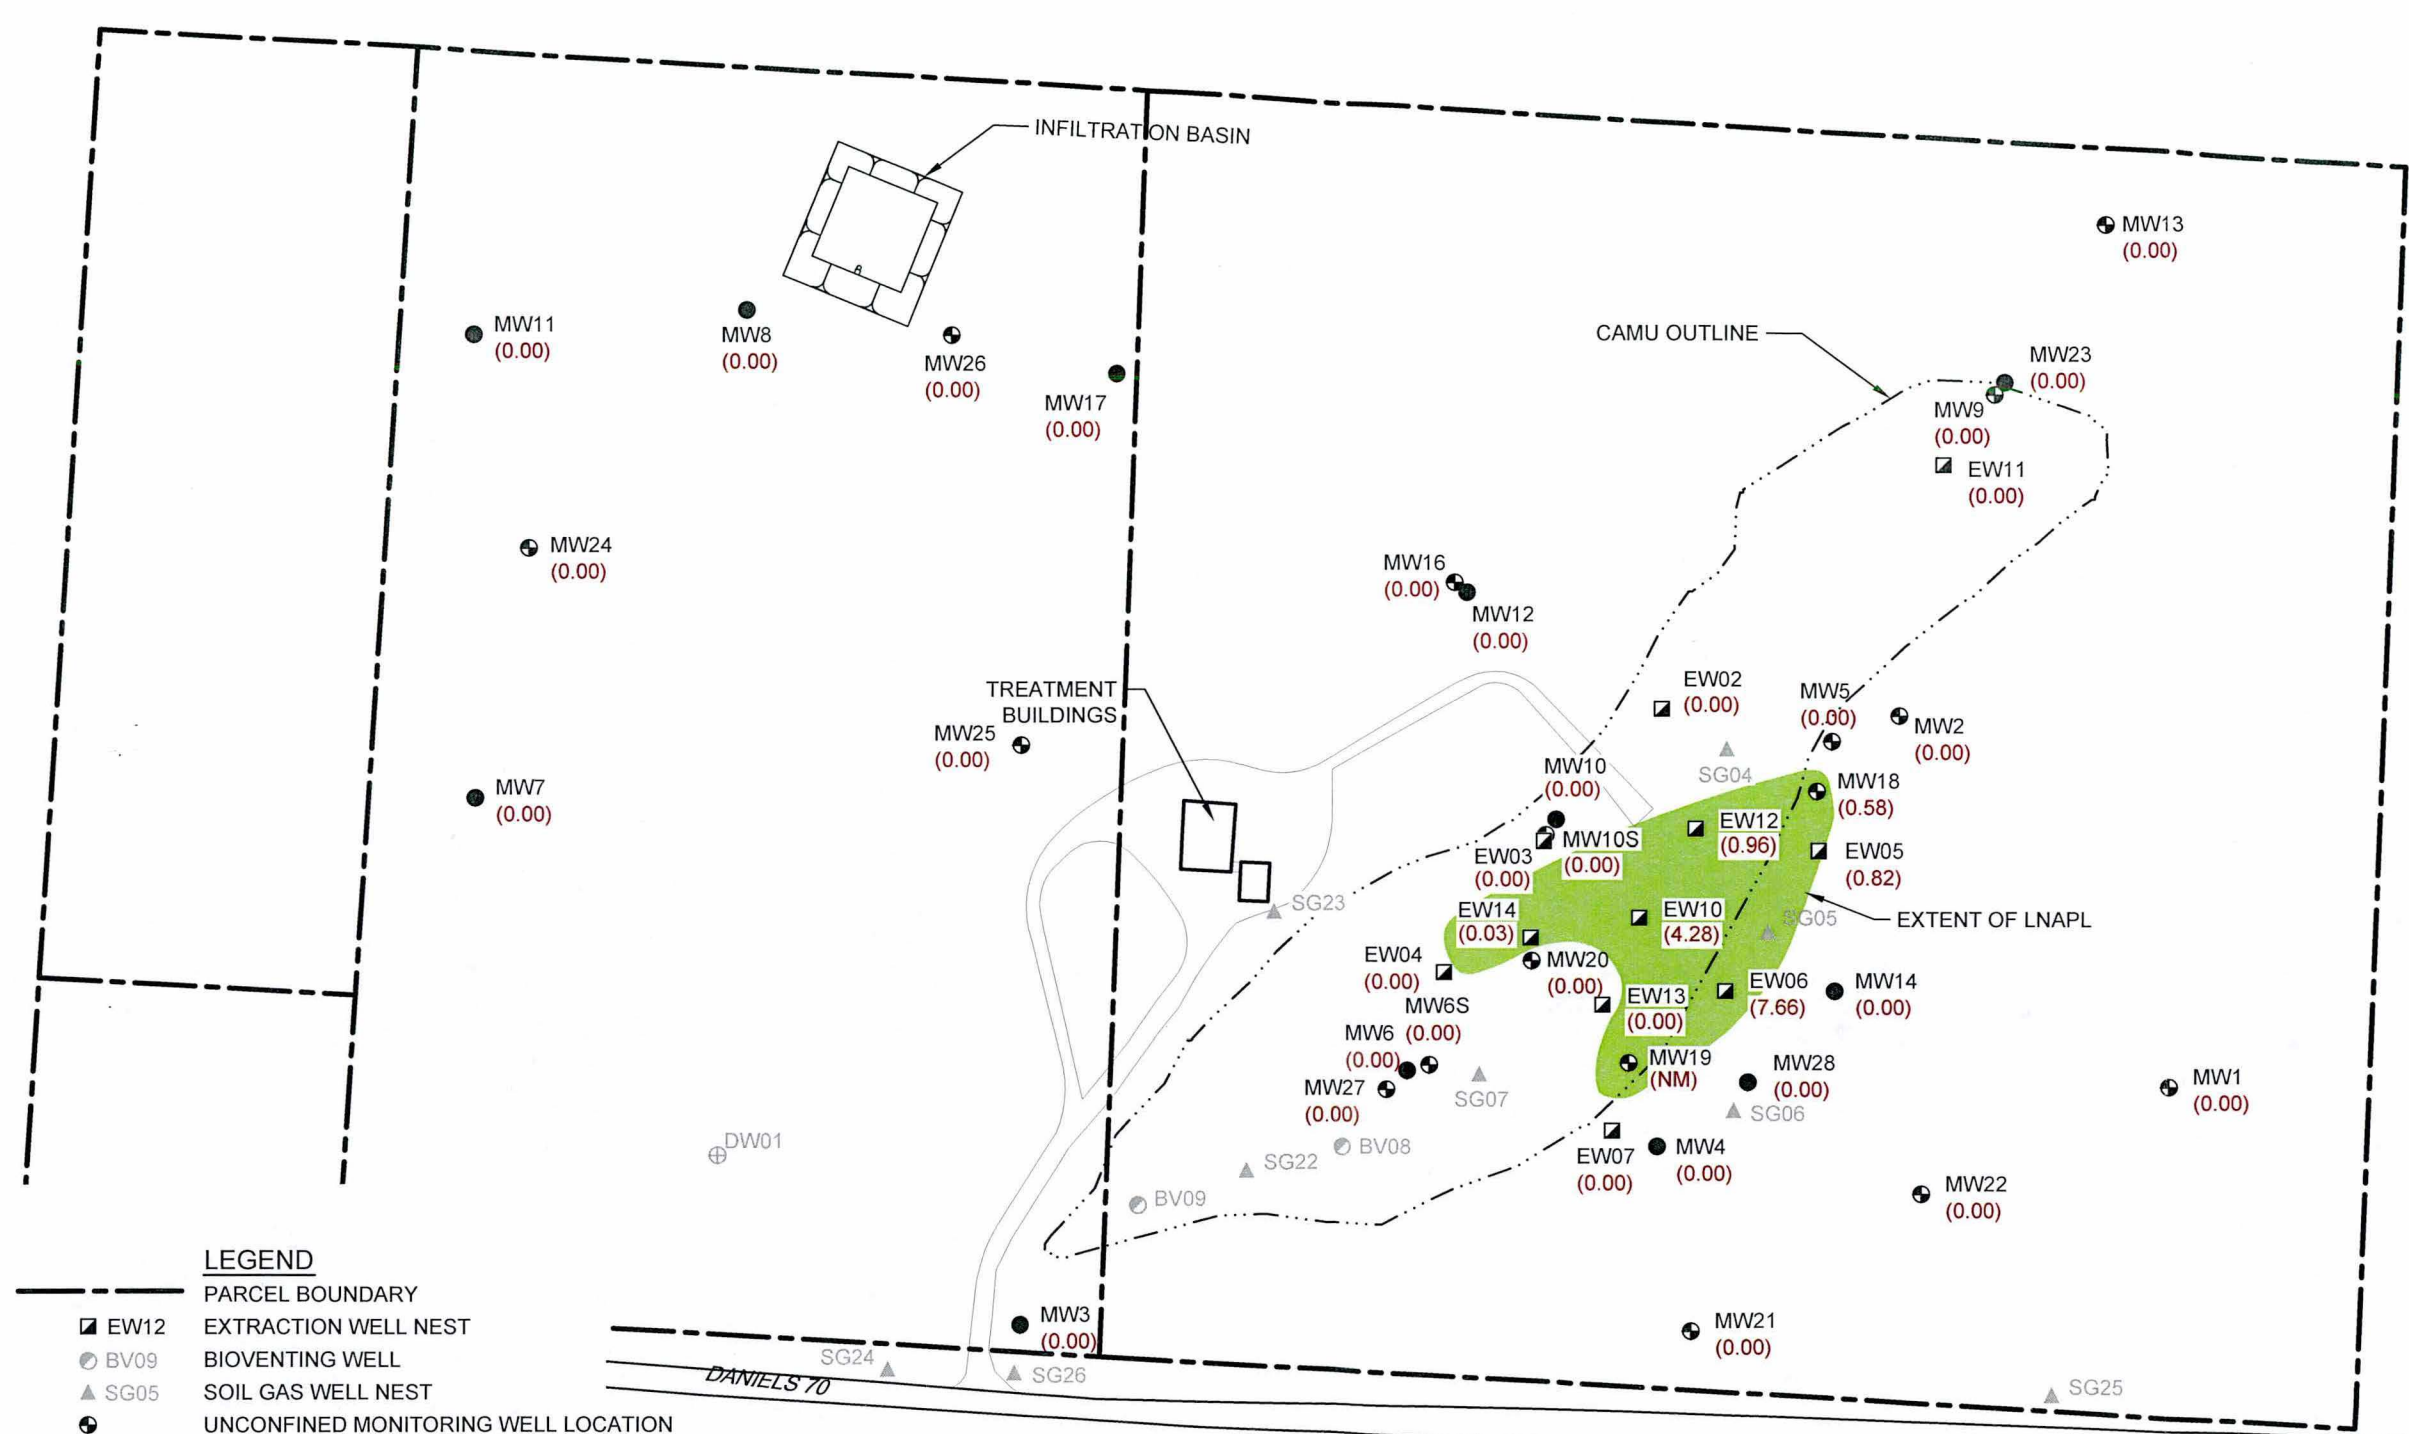 INFILTRATION BASIN
MW13
(0.00)
CAMU OUTLINE
MW11
(0.00)
MW8
(0.00)
MW26
(0.00)
MW17
(0.00)
MW23
(0.00)
MW9
(0.00)
EW11
(0.00)
MW24
(0.00)
MW16
(0.00)
MW12
(0.00)
TREATMENT
BUILDINGS
EW02
(0.00)
MW5
(0.00)
MW2
(0.00)
MW25
(0.00)
SG04
MW7
(0.00)
MW10
(0.00)
MW18
(0.58)
EW12
(0.96)
MW10S
(0.00)
EW03
(0.00)
EW05
(0.82)
SG23
EW14
(0.03)
EW10
(4.28)
SG05
EXTENT OF LNAPL
EW04
(0.00)
MW20
(0.00)
EW06
(7.66)
MW14
(0.00)
EW13
(0.00)
MW6S
(0.00)
MW6
(0.00)
MW19
(NM)
MW28
(0.00)
MW27
(0.00)
SG07
SG06
MW1
(0.00)
DW01
BV08
SG22
EW07
(0.00)
MW4
(0.00)
BV09
MW22
(0.00)
MW3
(0.00)
MW21
(0.00)
SG24
SG26
SG25
DANIELS 70
LEGEND
PARCEL BOUNDARY
EW12 EXTRACTION WELL NEST
BV09 BIOVENTING WELL
SG05 SOIL GAS WELL NEST
UNCONFINED MONITORING WELL LOCATION